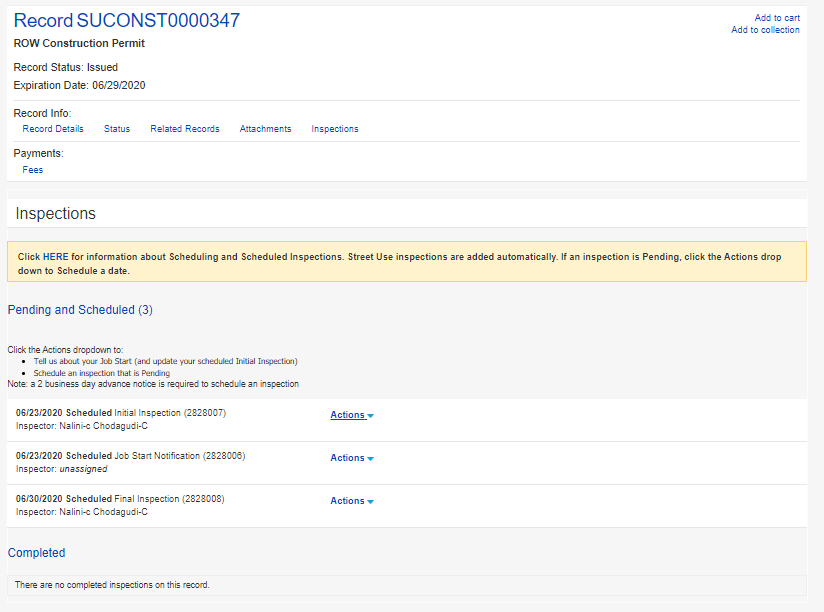 Record SUCONST0000347
Add to cart
Add to collection
ROW Construction Permit
Record Status: Issued
Expiration Date: 06/29/2020
Record Info:
Record Details Status Related Records Attachments Inspections
Payments:
Fees
Inspections
Click HERE for information about Scheduling and Scheduled Inspections. Street Use inspections are added automatically. If an inspection is Pending, click the Actions drop
down to Schedule a date.
Pending and Scheduled (3)
Click the Actions dropdown to:
• Tell us about your Job Start (and update your scheduled Initial Inspection)
• Schedule an inspection that is Pending
Note: a 2 business day advance notice is required to schedule an inspection
06/23/2020 Scheduled Initial Inspection (2828007) Actions
Inspector: Nalini-c Chodagudi-C
06/23/2020 Scheduled Job Start Notification (2828006) Actions
Inspector: unassigned
06/30/2020 Scheduled Final Inspection (2828008) Actions
Inspector: Nalini-c Chodagudi-C
Completed
There are no completed inspections on this record.